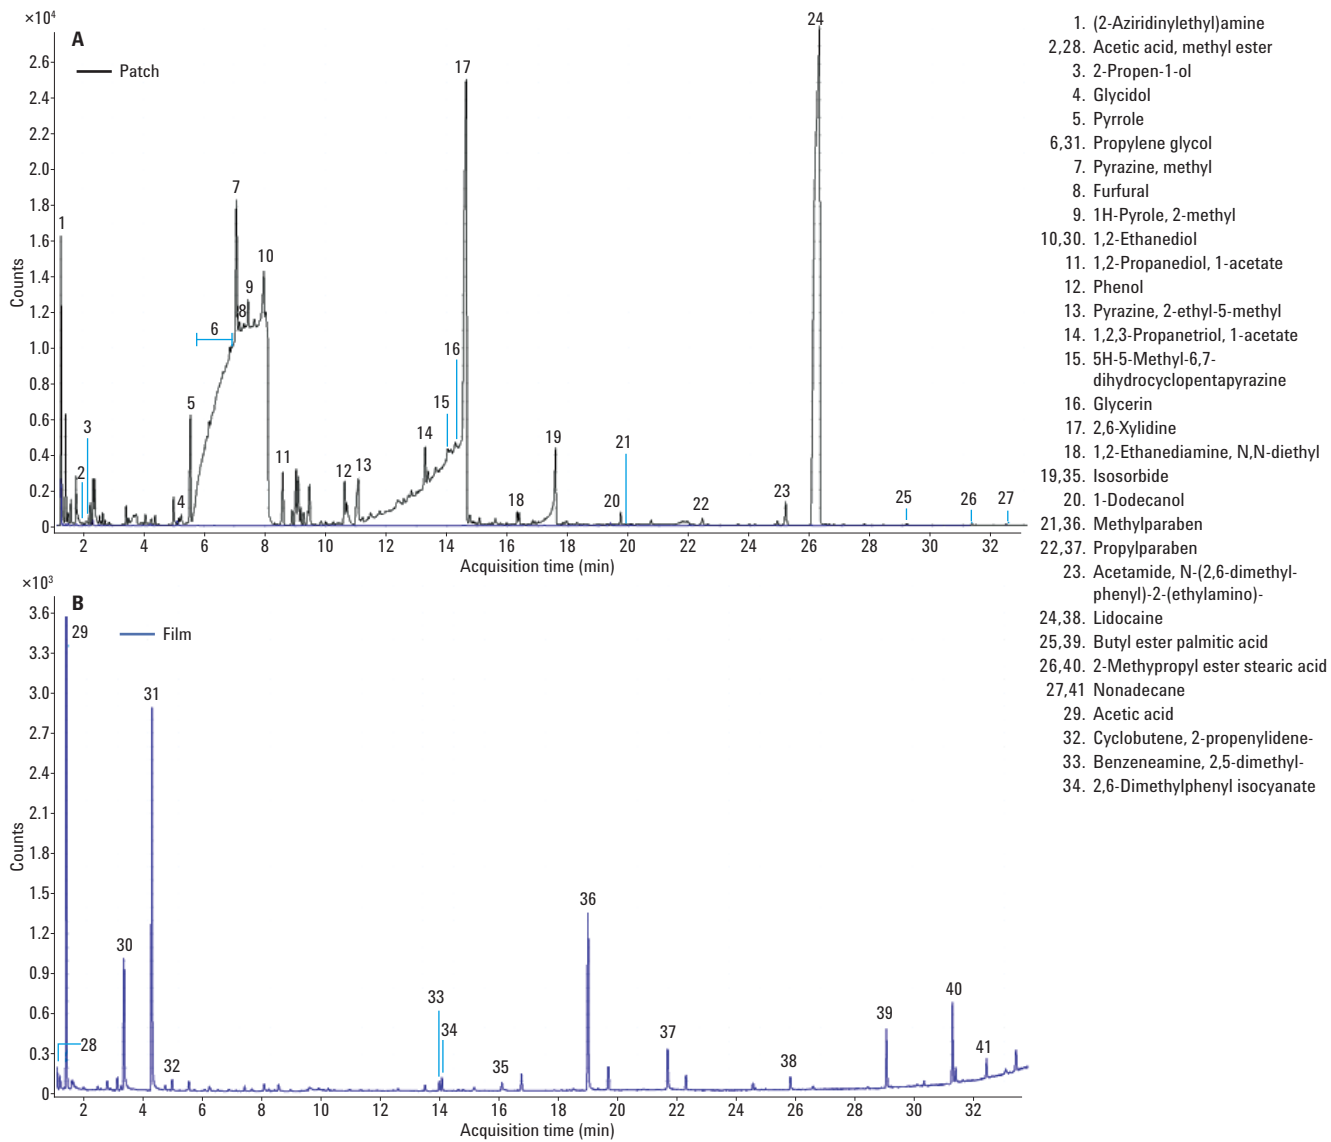 ×10⁴
A
Patch
2.6
2.4
2.2
2.0
1.8
1.6
1.4
1.2
1.0
0.8
0.6
0.4
0.2
0
Counts
1
2
3
4
5
6
7
8
9
10
11
12
13
14
15
16
17
18
19
20
21
22
23
24
25
26
27
2 4 6 8 10 12 14 16 18 20 22 24 26 28 30 32
Acquisition time (min)
×10³
B
Film
3.6
3.3
3.0
2.7
2.4
2.1
1.8
1.5
1.2
0.9
0.6
0.3
0
Counts
28
29
30
31
32
33
34
35
36
37
38
39
40
41
2 4 6 8 10 12 14 16 18 20 22 24 26 28 30 32
Acquisition time (min)
1. (2-Aziridinylethyl)amine
2,28. Acetic acid, methyl ester
3. 2-Propen-1-ol
4. Glycidol
5. Pyrrole
6,31. Propylene glycol
7. Pyrazine, methyl
8. Furfural
9. 1H-Pyrole, 2-methyl
10,30. 1,2-Ethanediol
11. 1,2-Propanediol, 1-acetate
12. Phenol
13. Pyrazine, 2-ethyl-5-methyl
14. 1,2,3-Propanetriol, 1-acetate
15. 5H-5-Methyl-6,7-
dihydrocyclopentapyrazine
16. Glycerin
17. 2,6-Xylidine
18. 1,2-Ethanediamine, N,N-diethyl
19,35. Isosorbide
20. 1-Dodecanol
21,36. Methylparaben
22,37. Propylparaben
23. Acetamide, N-(2,6-dimethyl-
phenyl)-2-(ethylamino)-
24,38. Lidocaine
25,39. Butyl ester palmitic acid
26,40. 2-Methypropyl ester stearic acid
27,41 Nonadecane
29. Acetic acid
32. Cyclobutene, 2-propenylidene-
33. Benzeneamine, 2,5-dimethyl-
34. 2,6-Dimethylphenyl isocyanate